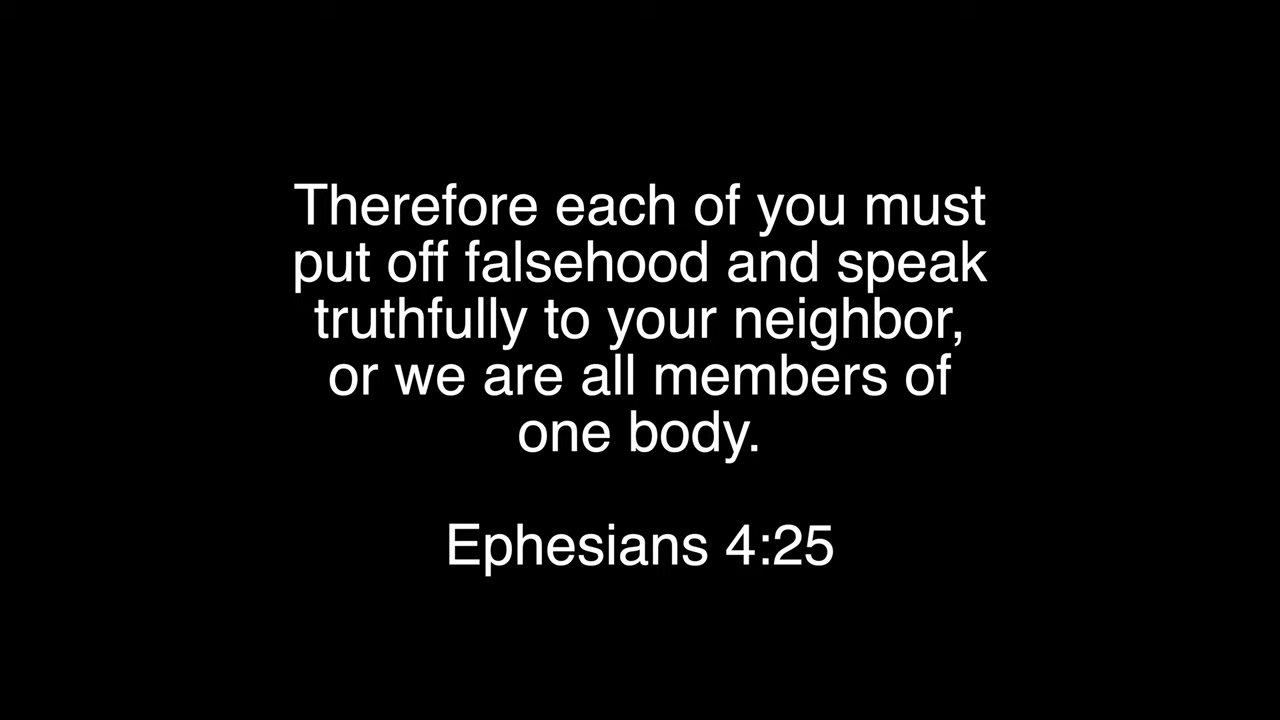 Therefore each of you must
put off falsehood and speak
truthfully to your neighbor,
or we are all members of
one body.
Ephesians 4:25